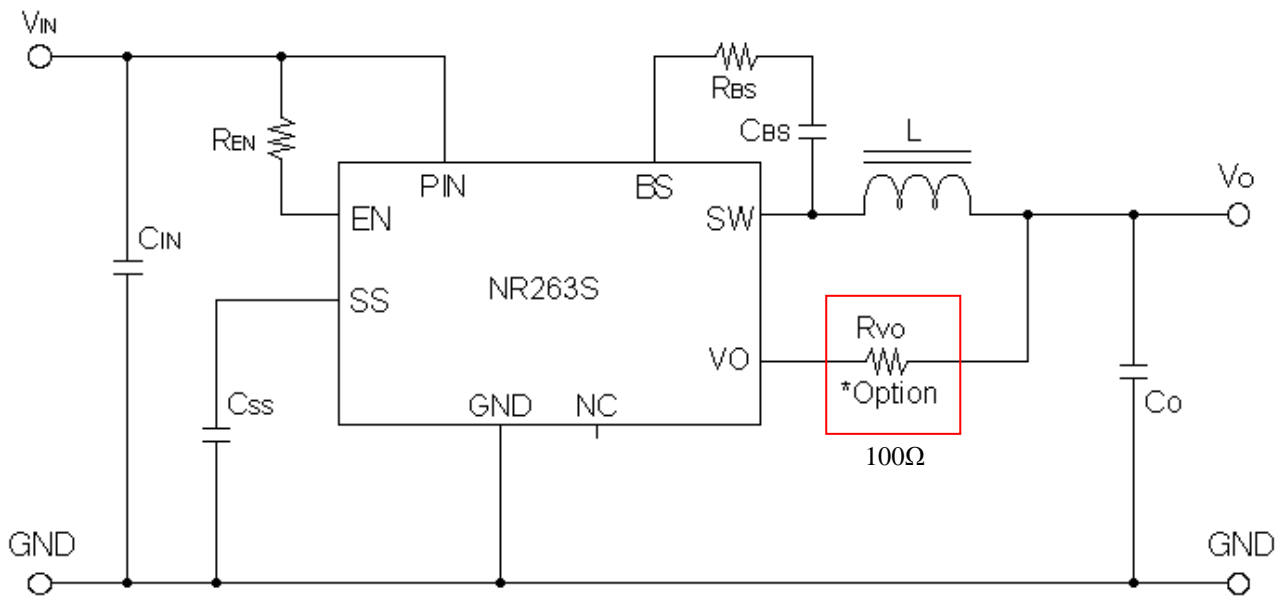 VIN
RBS
REN
CBS
L
PIN
BS
Vo
EN
SW
CIN
NR263S
SS
Rvo
VO
*Option
Css
GND
NC
Co
100Ω
GND
GND